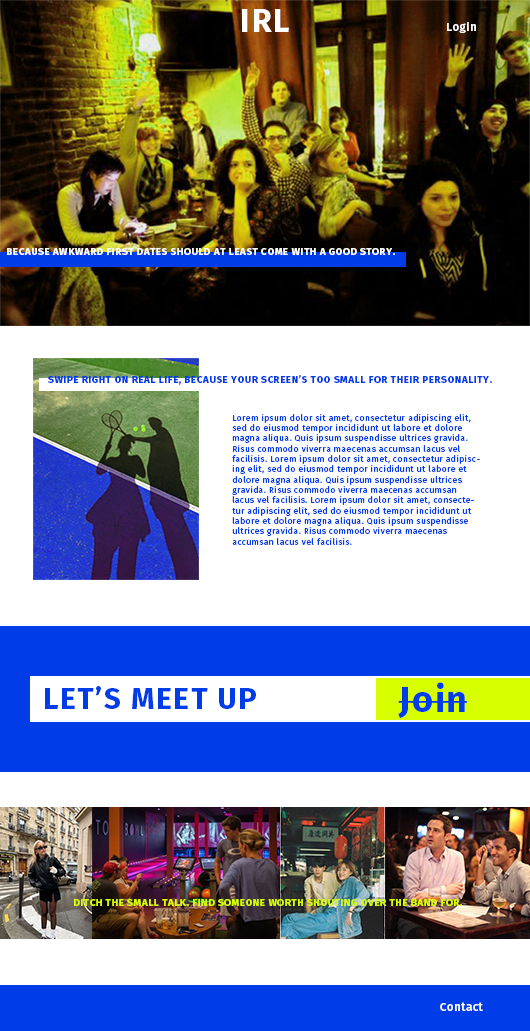 IRL
Login
BECAUSE AWKWARD FIRST DATES SHOULD AT LEAST COME WITH A GOOD STORY.
SWIPE RIGHT ON REAL LIFE, BECAUSE YOUR SCREEN'S TOO SMALL FOR THEIR PERSONALITY.
Lorem ipsum dolor sit amet, consectetur adipiscing elit,
sed do eiusmod tempor incididunt ut labore et dolore
magna aliqua. Quis ipsum suspendisse ultrices gravida.
Risus commodo viverra maecenas accumsan lacus vel
facilisis. Lorem ipsum dolor sit amet, consectetur adipisc-
ing elit, sed do eiusmod tempor incididunt ut labore et
dolore magna aliqua. Quis ipsum suspendisse ultrices
gravida. Risus commodo viverra maecenas accumsan
lacus vel facilisis. Lorem ipsum dolor sit amet, consecte-
tur adipiscing elit, sed do eiusmod tempor incididunt ut
labore et dolore magna aliqua. Quis ipsum suspendisse
ultrices gravida. Risus commodo viverra maecenas
accumsan lacus vel facilisis.
LET'S MEET UP
Join
DITCH THE SMALL TALK. FIND SOMEONE WORTH SHOUTING OVER THE BAND FOR.
Contact